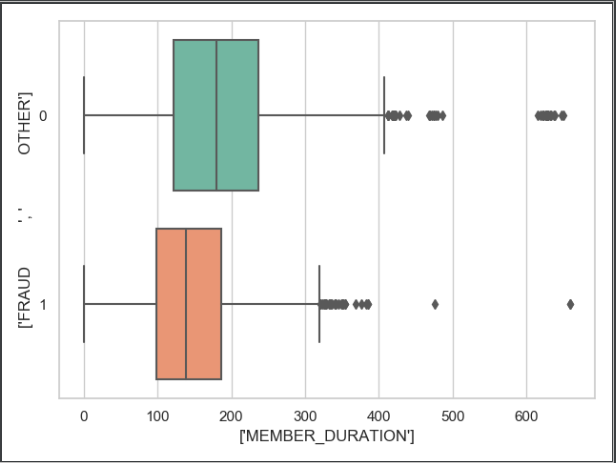 ['FRAUD ',' OTHER']
0
1
0 100 200 300 400 500 600
['MEMBER_DURATION']